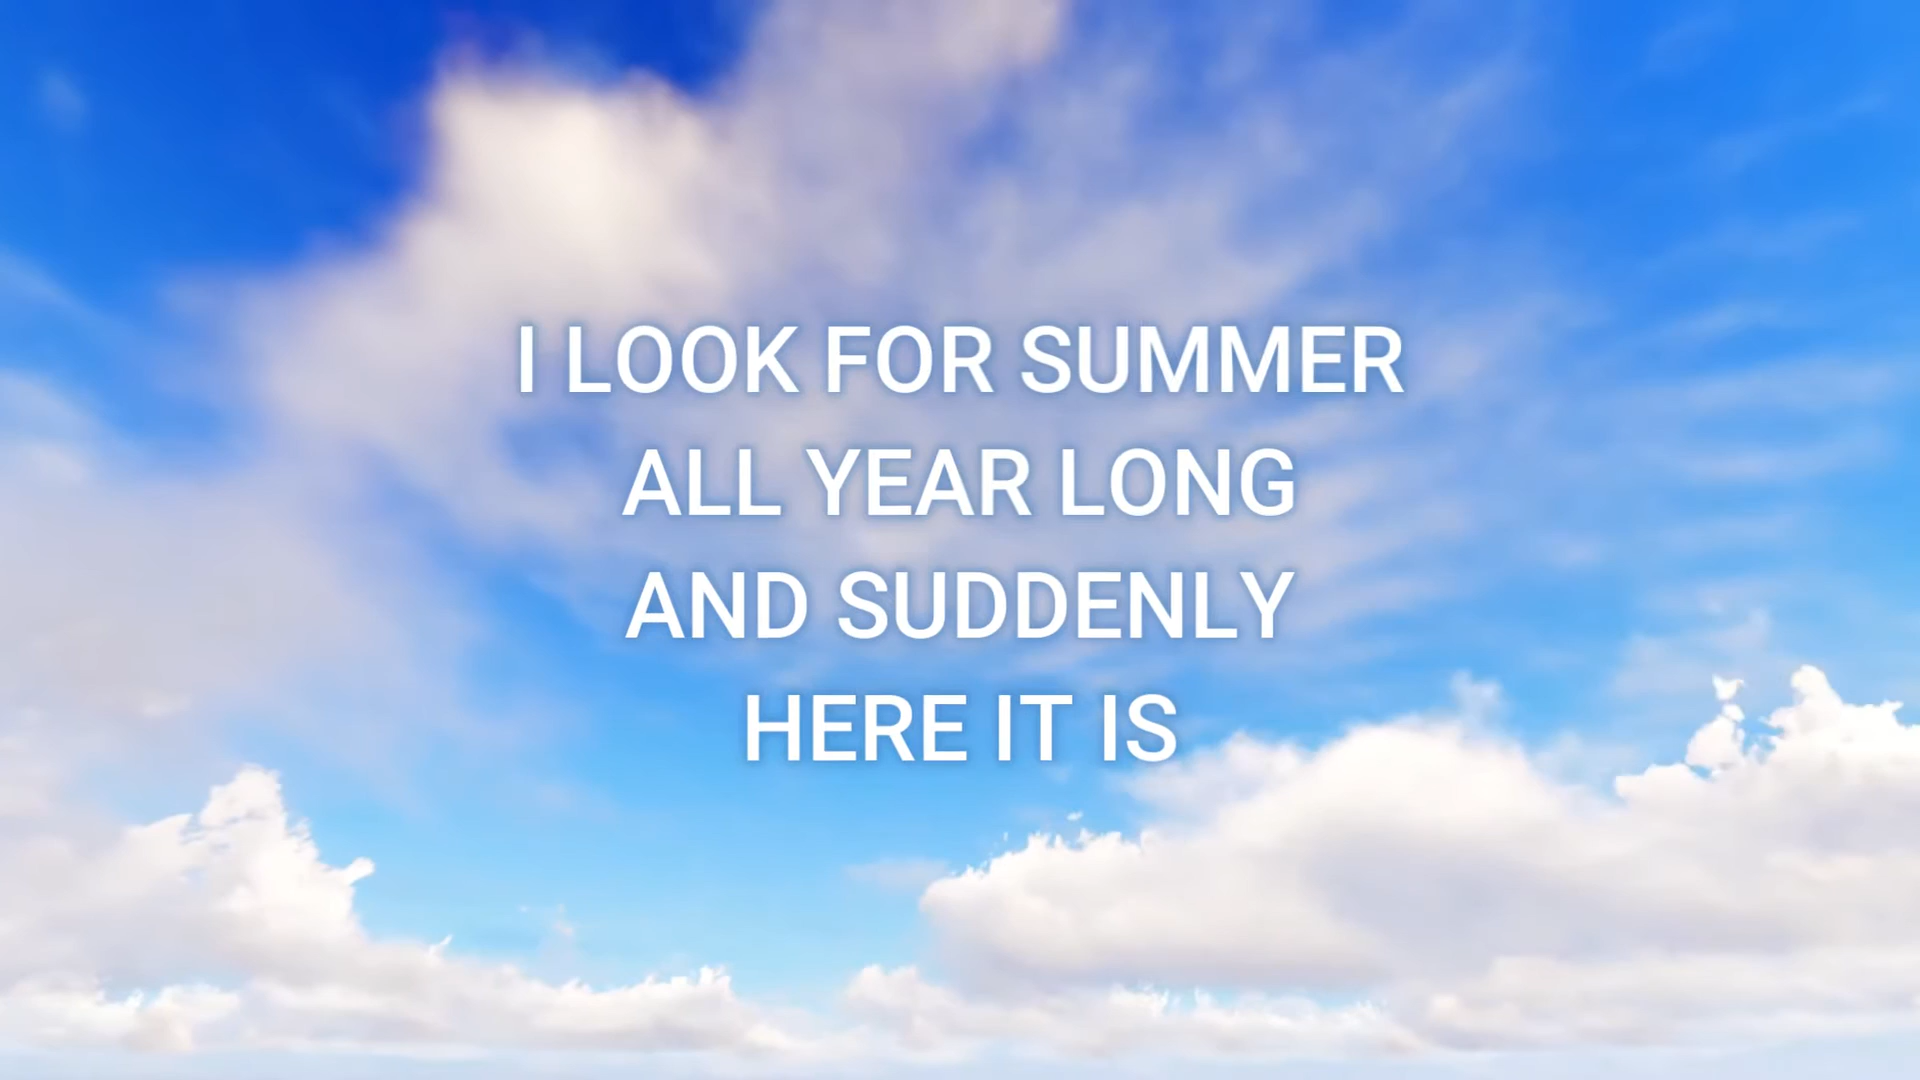 I LOOK FOR SUMMER
ALL YEAR LONG
AND SUDDENLY
HERE IT IS